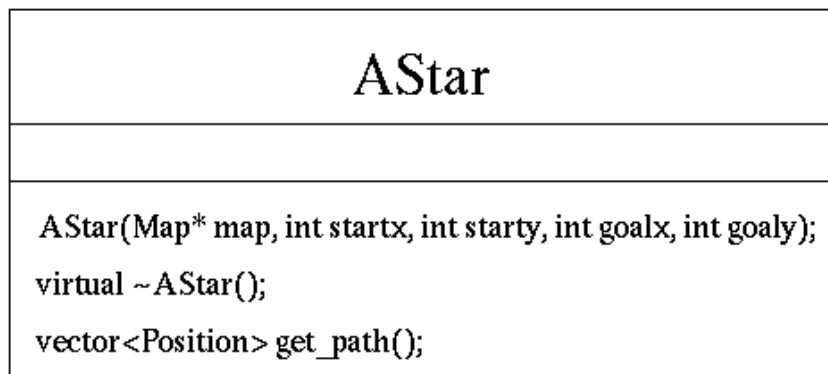 AStar
AStar(Map* map, int startx, int starty, int goalx, int goaly);
virtual ~AStar();
vector<Position> get_path();